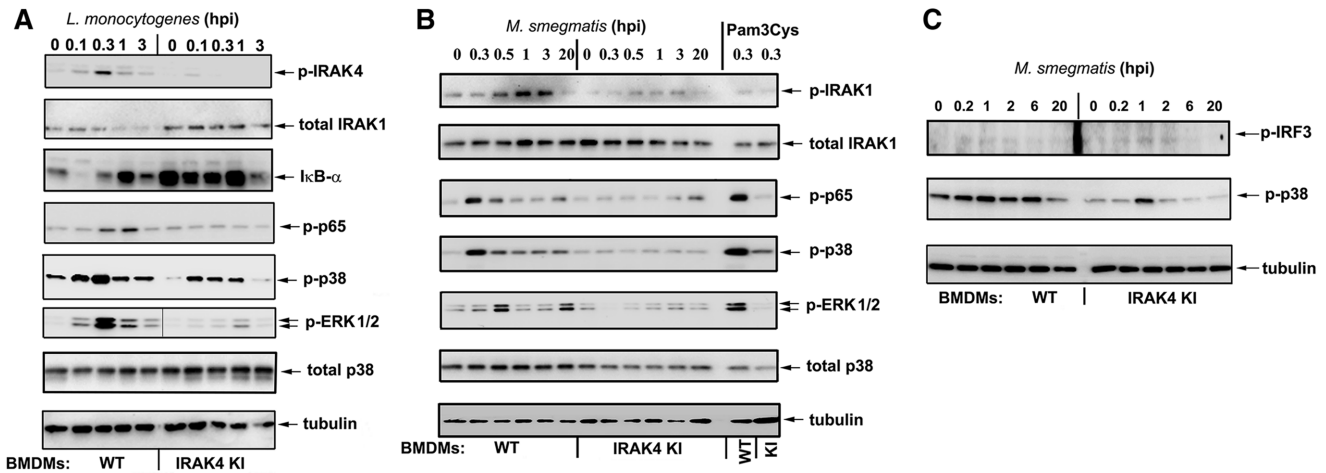 A
L. monocytogenes (hpi)
0 0.1 0.3 1 3 0 0.1 0.3 1 3
p-IRAK4
total IRAK1
IκB-α
p-p65
p-p38
p-ERK1/2
total p38
tubulin
BMDMs: WT IRAK4 KI
B
M. smegmatis (hpi) Pam3Cys
0 0.3 0.5 1 3 20 0 0.3 0.5 1 3 20 0.3 0.3
p-IRAK1
total IRAK1
p-p65
p-p38
p-ERK1/2
total p38
tubulin
BMDMs: WT IRAK4 KI WT KI
C
M. smegmatis (hpi)
0 0.2 1 2 6 20 0 0.2 1 2 6 20
p-IRF3
p-p38
tubulin
BMDMs: WT IRAK4 KI